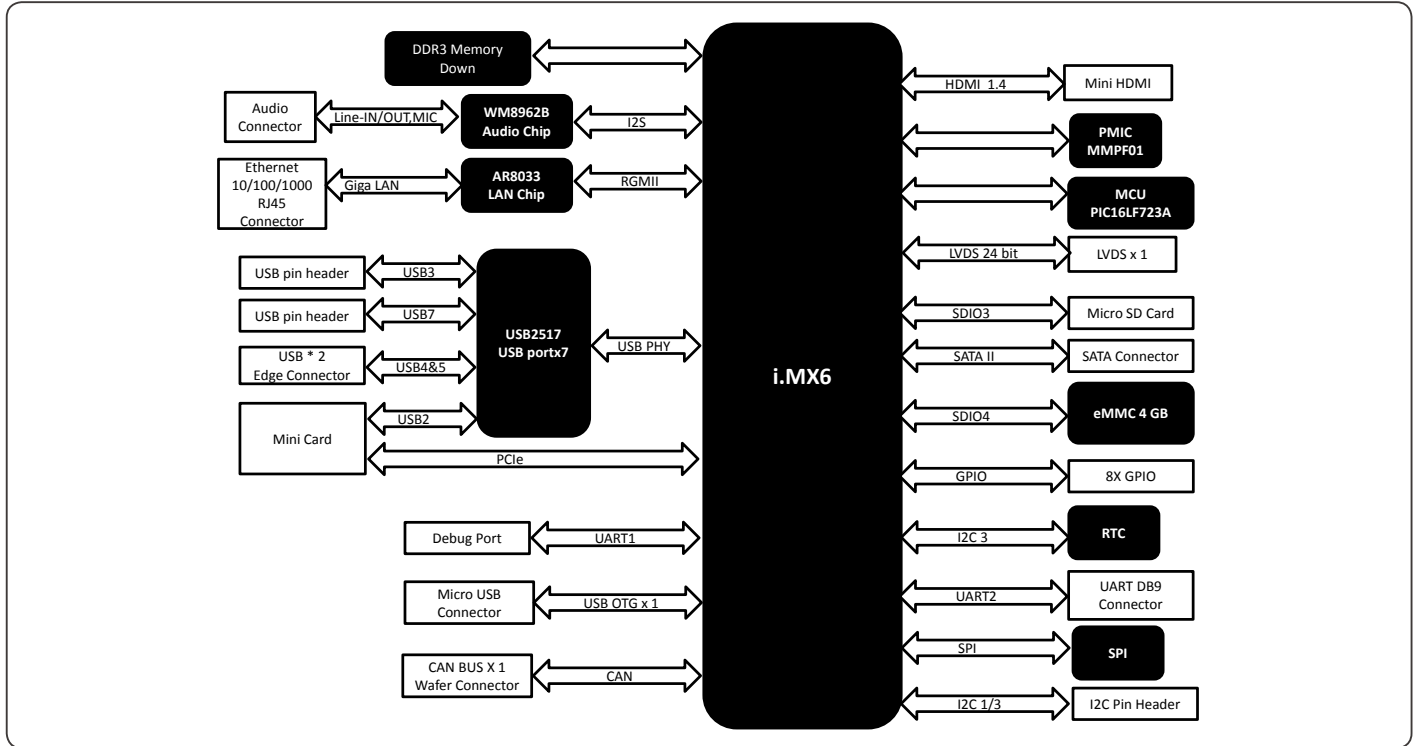 DDR3 Memory
Down
Audio
Connector
Line-IN/OUT,MIC
WM8962B
Audio Chip
I2S
Ethernet
10/100/1000
RJ45
Connector
Giga LAN
AR8033
LAN Chip
RGMII
USB pin header
USB3
USB pin header
USB7
USB * 2
Edge Connector
USB4&5
Mini Card
USB2
PCIe
USB2517
USB portx7
USB PHY
Debug Port
UART1
Micro USB
Connector
USB OTG x 1
CAN BUS X 1
Wafer Connector
CAN
i.MX6
HDMI 1.4
Mini HDMI
PMIC
MMPF01
MCU
PIC16LF723A
LVDS 24 bit
LVDS x 1
SDIO3
Micro SD Card
SATA II
SATA Connector
SDIO4
eMMC 4 GB
GPIO
8X GPIO
I2C 3
RTC
UART2
UART DB9
Connector
SPI
SPI
I2C 1/3
I2C Pin Header